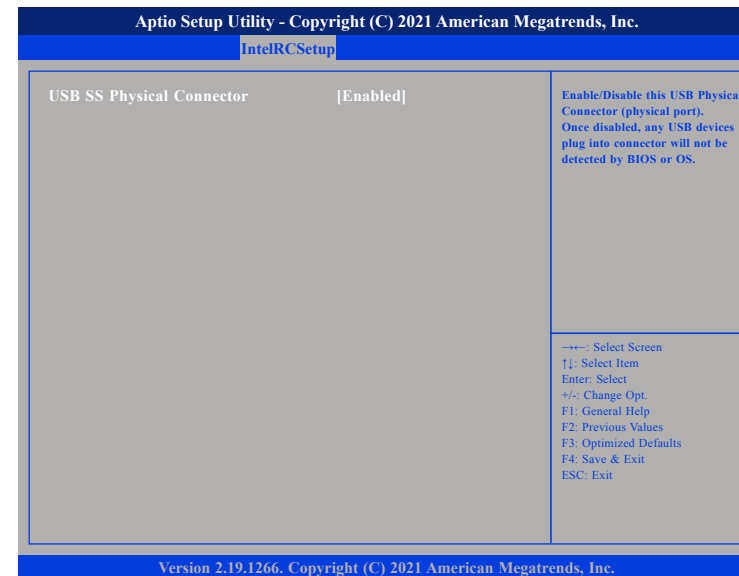 Aptio Setup Utility - Copyright (C) 2021 American Megatrends, Inc.
IntelRCSetup
USB SS Physical Connector [Enabled]
Enable/Disable this USB Physica
Connector (physical port).
Once disabled, any USB devices
plug into connector will not be
detected by BIOS or OS.
→←: Select Screen
↑↓: Select Item
Enter: Select
+/-: Change Opt.
F1: General Help
F2: Previous Values
F3: Optimized Defaults
F4: Save & Exit
ESC: Exit
Version 2.19.1266. Copyright (C) 2021 American Megatrends, Inc.